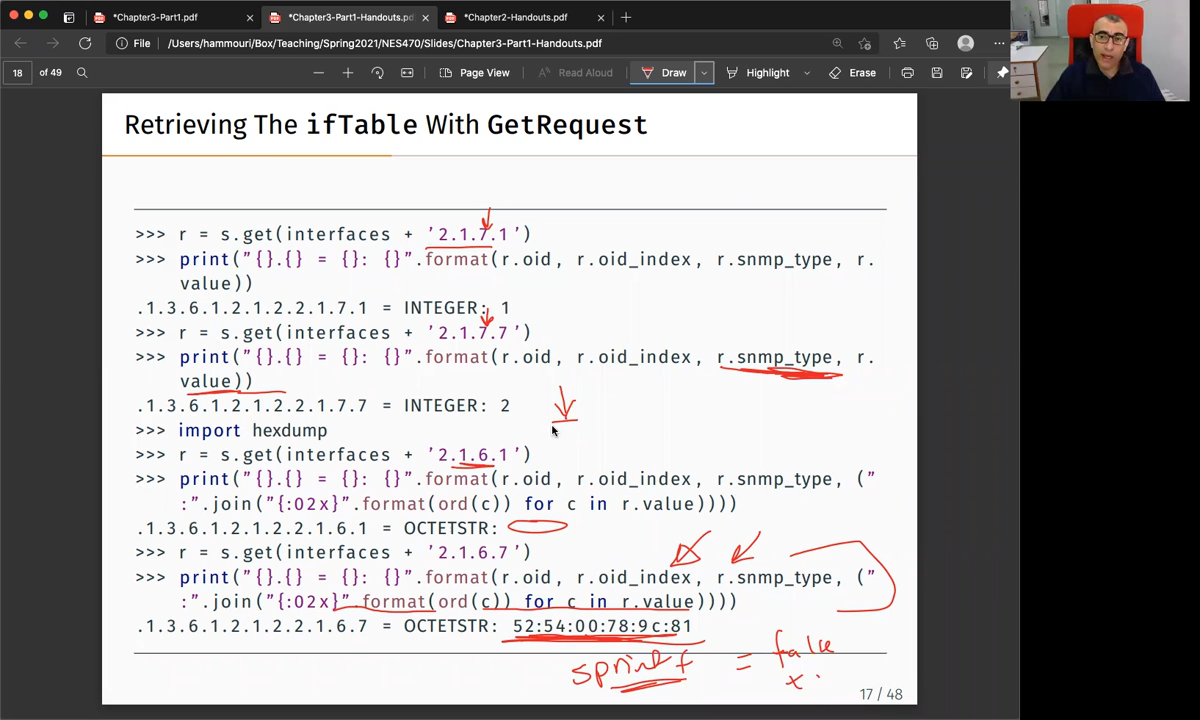 *Chapter3-Part1.pdf
*Chapter3-Part1-Handouts.pd
*Chapter2-Handouts.pdf
File
/Users/hammouri/Box/Teaching/Spring2021/NES470/Slides/Chapter3-Part1-Handouts.pdf
18 of 49
Page View
Read Aloud
Draw
Highlight
Erase
Retrieving The ifTable With GetRequest
>>> r = s.get(interfaces + '2.1.7.1')
>>> print("{}.{} = {}: {}".format(r.oid, r.oid_index, r.snmp_type, r.
value))
.1.3.6.1.2.1.2.2.1.7.1 = INTEGER: 1
>>> r = s.get(interfaces + '2.1.7.7')
>>> print("{}.{} = {}: {}".format(r.oid, r.oid_index, r.snmp_type, r.
value))
.1.3.6.1.2.1.2.2.1.7.7 = INTEGER: 2
>>> import hexdump
>>> r = s.get(interfaces + '2.1.6.1')
>>> print("{}.{} = {}: {}".format(r.oid, r.oid_index, r.snmp_type, ("
:".join("{:02x}".format(ord(c)) for c in r.value))))
.1.3.6.1.2.1.2.2.1.6.1 = OCTETSTR:
>>> r = s.get(interfaces + '2.1.6.7')
>>> print("{}.{} = {}: {}".format(r.oid, r.oid_index, r.snmp_type, ("
:".join("{:02x}".format(ord(c)) for c in r.value))))
.1.3.6.1.2.1.2.2.1.6.7 = OCTETSTR: 52:54:00:78:9c:81
sprintf =
17 / 48